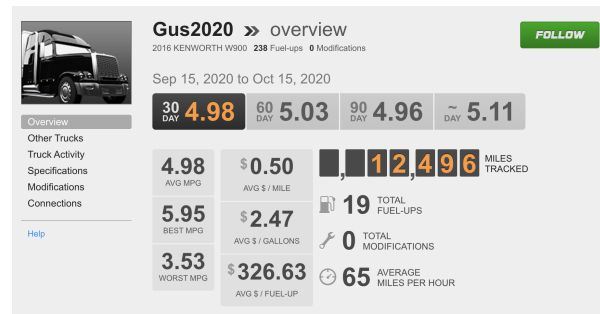 Gus2020 » overview
2016 KENWORTH W900 238 Fuel-ups 0 Modifications
FOLLOW
Sep 15, 2020 to Oct 15, 2020
30 DAY 4.98
60 DAY 5.03
90 DAY 4.96
~ DAY 5.11
Overview
Other Trucks
Truck Activity
Specifications
Modifications
Connections
Help
4.98
AVG MPG
5.95
BEST MPG
3.53
WORST MPG
$0.50
AVG $ / MILE
$2.47
AVG $ / GALLONS
$326.63
AVG $ / FUEL-UP
,12,496 MILES TRACKED
19 TOTAL FUEL-UPS
0 TOTAL MODIFICATIONS
65 AVERAGE MILES PER HOUR